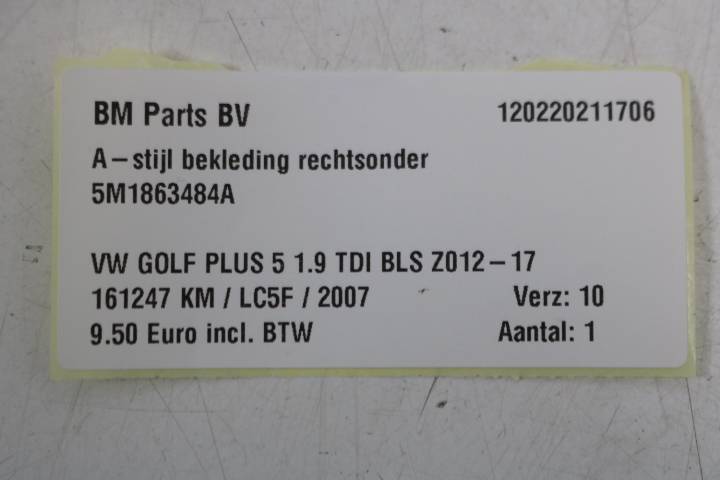 BM Parts BV 120220211706
A-stijl bekleding rechtsonder
5M1863484A
VW GOLF PLUS 5 1.9 TDI BLS Z012-17
161247 KM / LC5F / 2007 Verz: 10
9.50 Euro incl. BTW Aantal: 1